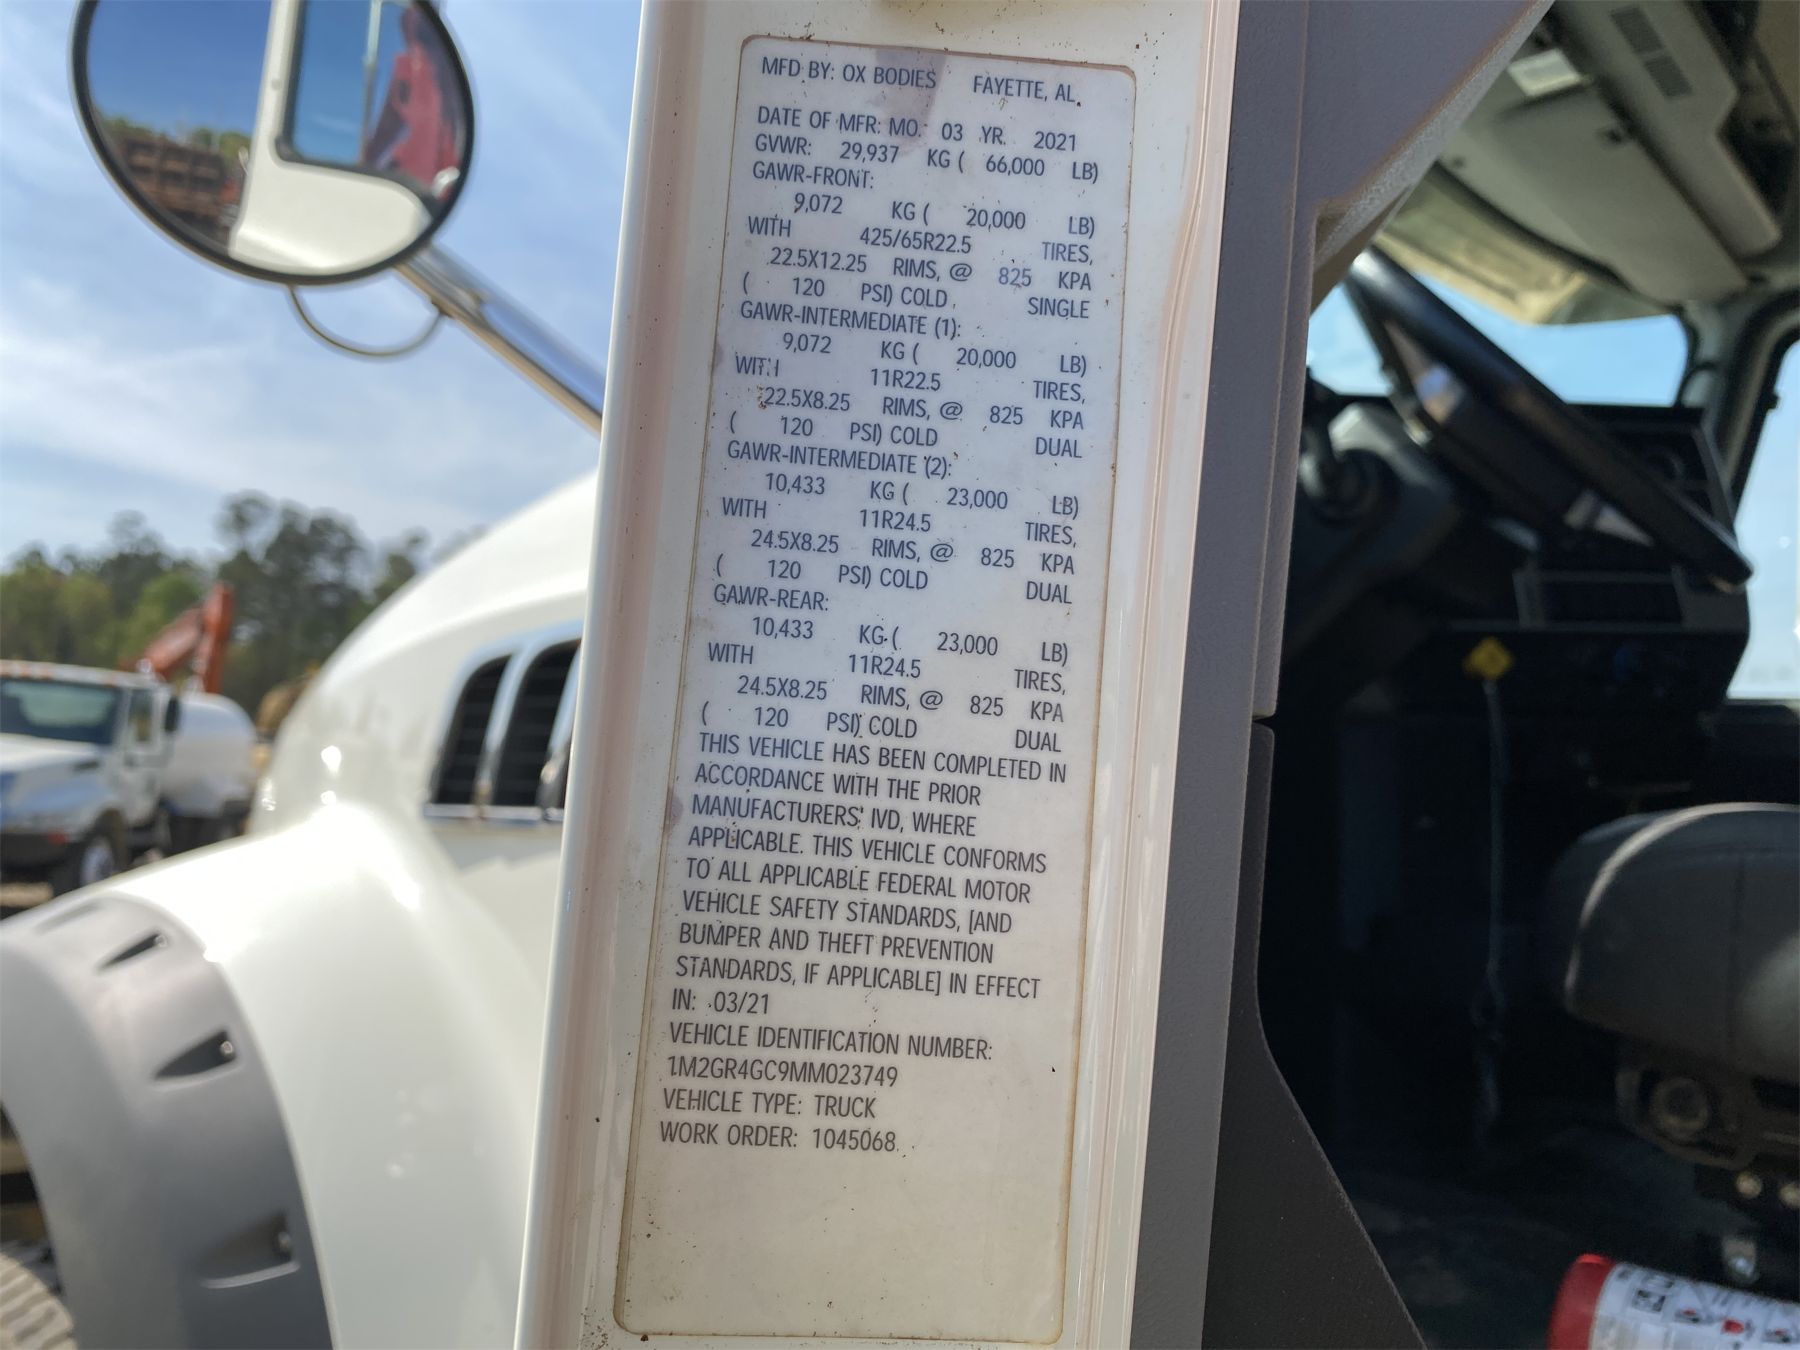 MFD BY: OX BODIES FAYETTE, AL.
DATE OF MFR: MO. 03 YR. 2021
GVWR: 29,937 KG ( 66,000 LB)
GAWR-FRONT:
9,072 KG ( 20,000 LB)
WITH 425/65R22.5 TIRES,
22.5X12.25 RIMS, @ 825 KPA
( 120 PSI) COLD SINGLE
GAWR-INTERMEDIATE (1):
9,072 KG ( 20,000 LB)
WITH 11R22.5 TIRES,
22.5X8.25 RIMS, @ 825 KPA
( 120 PSI) COLD DUAL
GAWR-INTERMEDIATE (2):
10,433 KG ( 23,000 LB)
WITH 11R24.5 TIRES,
24.5X8.25 RIMS, @ 825 KPA
( 120 PSI) COLD DUAL
GAWR-REAR:
10,433 KG ( 23,000 LB)
WITH 11R24.5 TIRES,
24.5X8.25 RIMS, @ 825 KPA
( 120 PSI) COLD DUAL
THIS VEHICLE HAS BEEN COMPLETED IN
ACCORDANCE WITH THE PRIOR
MANUFACTURERS' IVD, WHERE
APPLICABLE. THIS VEHICLE CONFORMS
TO ALL APPLICABLE FEDERAL MOTOR
VEHICLE SAFETY STANDARDS, [AND
BUMPER AND THEFT PREVENTION
STANDARDS, IF APPLICABLE] IN EFFECT
IN: 03/21
VEHICLE IDENTIFICATION NUMBER:
1M2GR4GC9MM023749
VEHICLE TYPE: TRUCK
WORK ORDER: 1045068